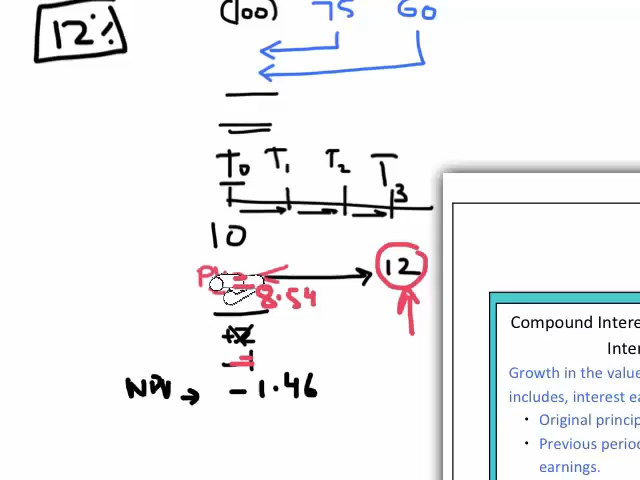 12%
(100) 75 60
T0 T1 T2 T3
10
PV = 12
8.54
NPV → -1.46
Compound Intere
Inter
Growth in the value
includes, interest ea
· Original princip
· Previous period
earnings.